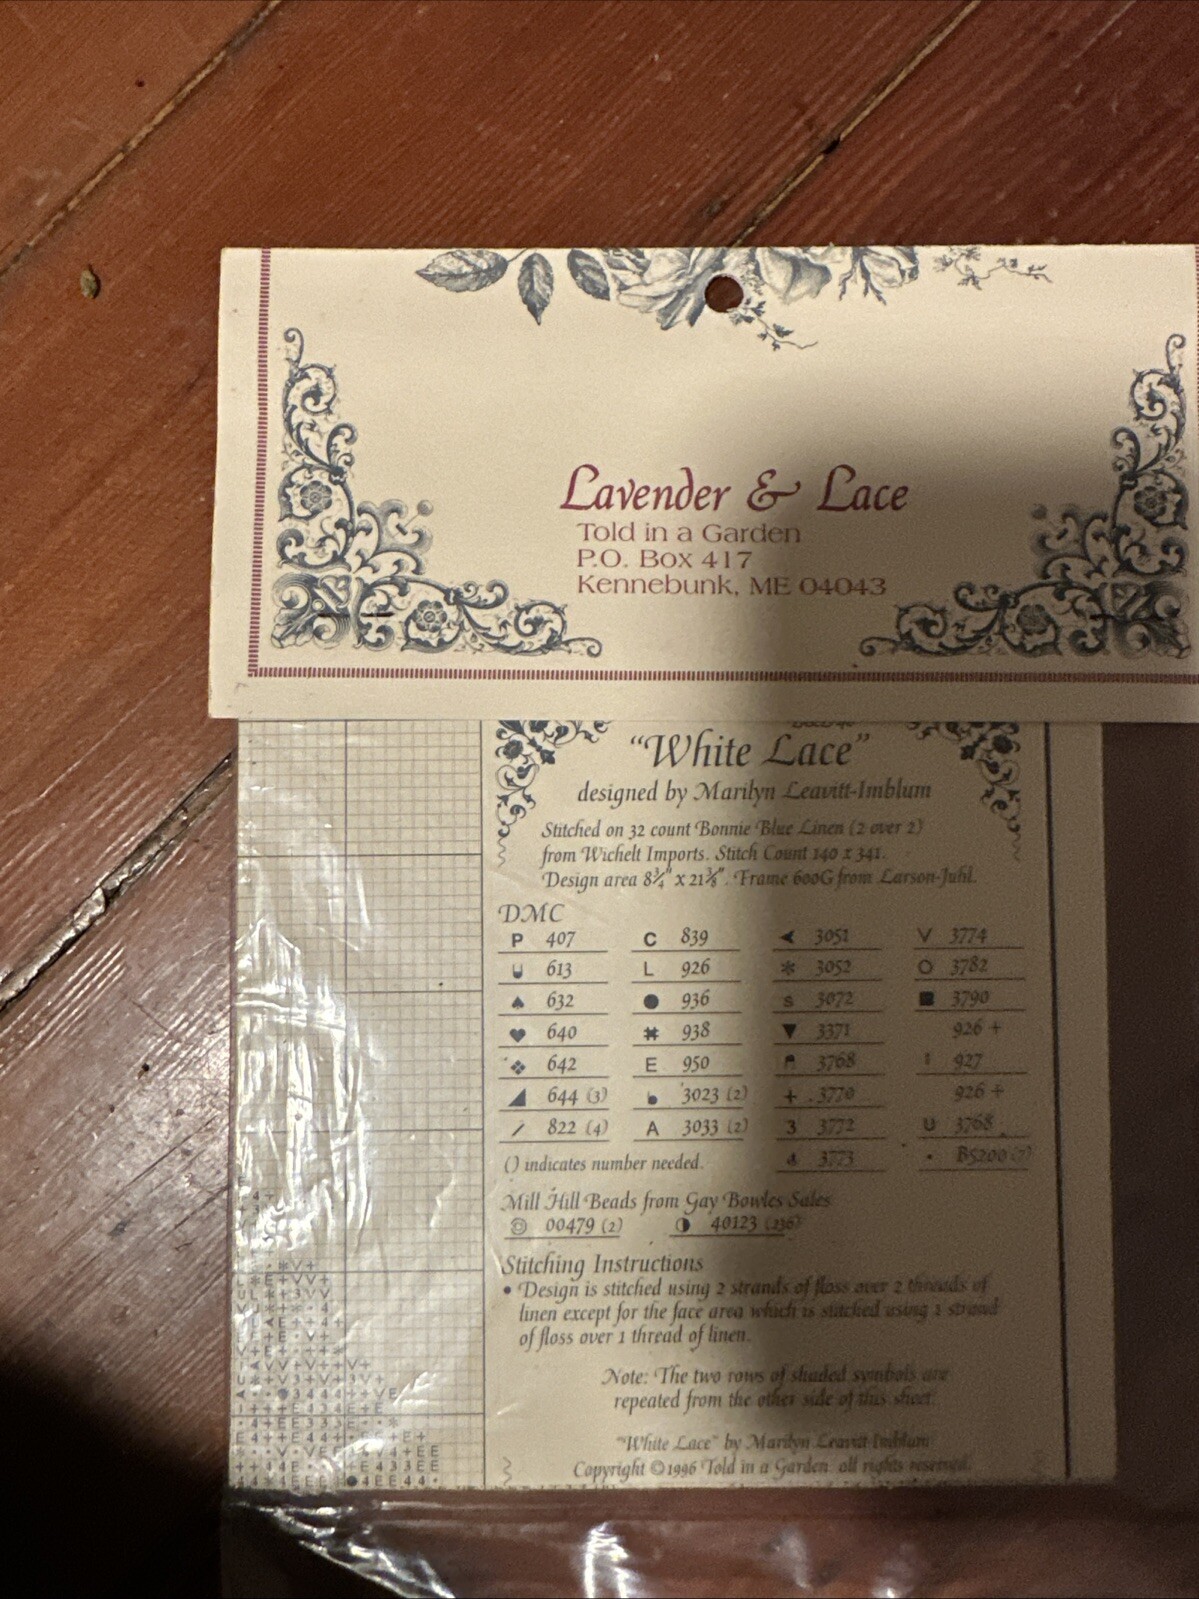 Lavender & Lace
Told in a Garden
P.O. Box 417
Kennebunk, ME 04043
"White Lace"
designed by Marilyn Leavitt-Imblum
Stitched on 32 count Bonnie Blue Linen (2 over 2)
from Wichelt Imports. Stitch Count 140 x 341.
Design area 8¾" x 21⅜". Frame 600G from Larson-Juhl.
DMC
P 407 C 839 3051 V 3774
613 L 926 * 3052 O 3782
♠ 632 ● 936 S 3072 ■ 3790
♥ 640 # 938 ▼ 3371 926 +
❖ 642 E 950 3768 927
◢ 644 (3) 3023 (2) + 3770 926 +
/ 822 (4) A 3033 (2) 3 3772 U 3768
() indicates number needed. 3773 • B5200 (7)
Mill Hill Beads from Gay Bowles Sales
◎ 00479 (2) ◑ 40123 (236)
Stitching Instructions
• Design is stitched using 2 strands of floss over 2 threads of
linen except for the face area which is stitched using 1 strand
of floss over 1 thread of linen.
Note: The two rows of shaded symbols are
repeated from the other side of this sheet.
"White Lace" by Marilyn Leavitt-Imblum
Copyright © 1996 Told in a Garden. all rights reserved.